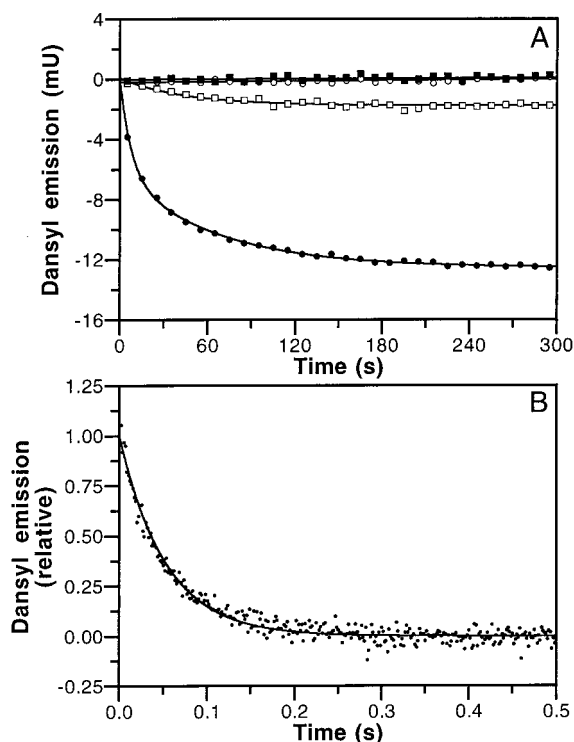 A
Dansyl emission (mU)
4
0
-4
-8
-12
-16
0 60 120 180 240 300
Time (s)
B
Dansyl emission
(relative)
1.25
1.00
0.75
0.50
0.25
0.00
-0.25
0.0 0.1 0.2 0.3 0.4 0.5
Time (s)